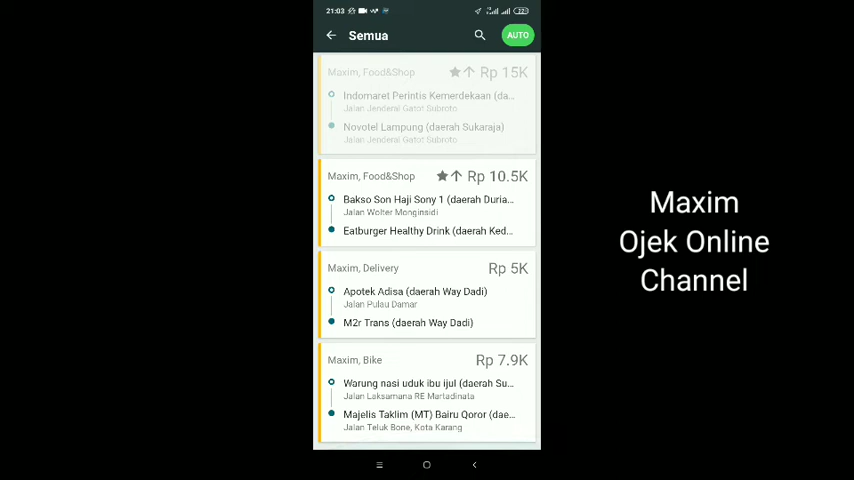 21:03
22
Semua
AUTO
Maxim, Food&Shop
Rp 15K
Indomaret Perintis Kemerdekaan (da...
Jalan Jenderal Gatot Subroto
Novotel Lampung (daerah Sukaraja)
Jalan Jenderal Gatot Subroto
Maxim, Food&Shop
Rp 10.5K
Bakso Son Haji Sony 1 (daerah Duria...
Jalan Wolter Monginsidi
Eatburger Healthy Drink (daerah Ked...
Maxim, Delivery
Rp 5K
Apotek Adisa (daerah Way Dadi)
Jalan Pulau Damar
M2r Trans (daerah Way Dadi)
Maxim, Bike
Rp 7.9K
Warung nasi uduk ibu ijul (daerah Su...
Jalan Laksamana RE Martadinata
Majelis Taklim (MT) Bairu Qoror (dae...
Jalan Teluk Bone, Kota Karang
Maxim
Ojek Online
Channel